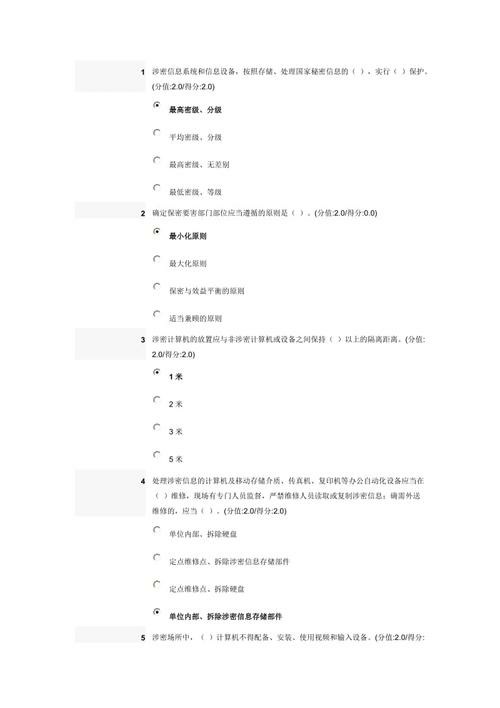 1 涉密信息系统和信息设备，按照存储、处理国家秘密信息的（ ），实行（ ）保护。
(分值:2.0/得分:2.0)
最高密级、分级
平均密级、分级
最高密级、无差别
最低密级、等级
2 确定保密要害部门部位应当遵循的原则是（ ）。(分值:2.0/得分:0.0)
最小化原则
最大化原则
保密与效益平衡的原则
适当兼顾的原则
3 涉密计算机的放置应与非涉密计算机或设备之间保持（ ）以上的隔离距离。(分值:
2.0/得分:2.0)
1 米
2 米
3 米
5 米
4 处理涉密信息的计算机及移动存储介质、传真机、复印机等办公自动化设备应当在
（ ）维修，现场有专门人员监督，严禁维修人员读取或复制涉密信息；确需外送
维修的，应当（ ）。(分值:2.0/得分:2.0)
单位内部、拆除硬盘
定点维修点、拆除涉密信息存储部件
定点维修点、拆除硬盘
单位内部、拆除涉密信息存储部件
5 涉密场所中，（ ）计算机不得配备、安装、使用视频和输入设备。(分值:2.0/得分: